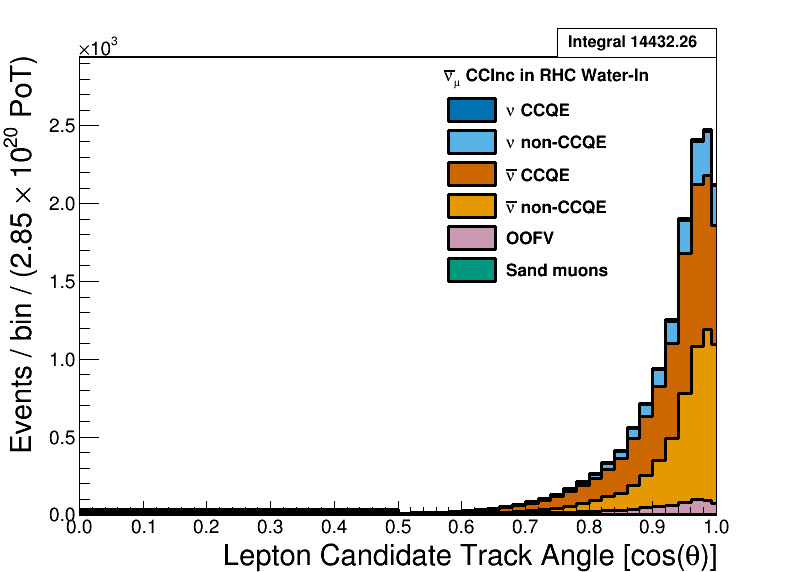 Integral 14432.26
×10³
ν̅μ CCInc in RHC Water-In
ν CCQE
ν non-CCQE
ν̅ CCQE
ν̅ non-CCQE
OOFV
Sand muons
Events / bin / (2.85 × 10²⁰ PoT)
2.5
2.0
1.5
1.0
0.5
0.0
0.0 0.1 0.2 0.3 0.4 0.5 0.6 0.7 0.8 0.9 1.0
Lepton Candidate Track Angle [cos(θ)]